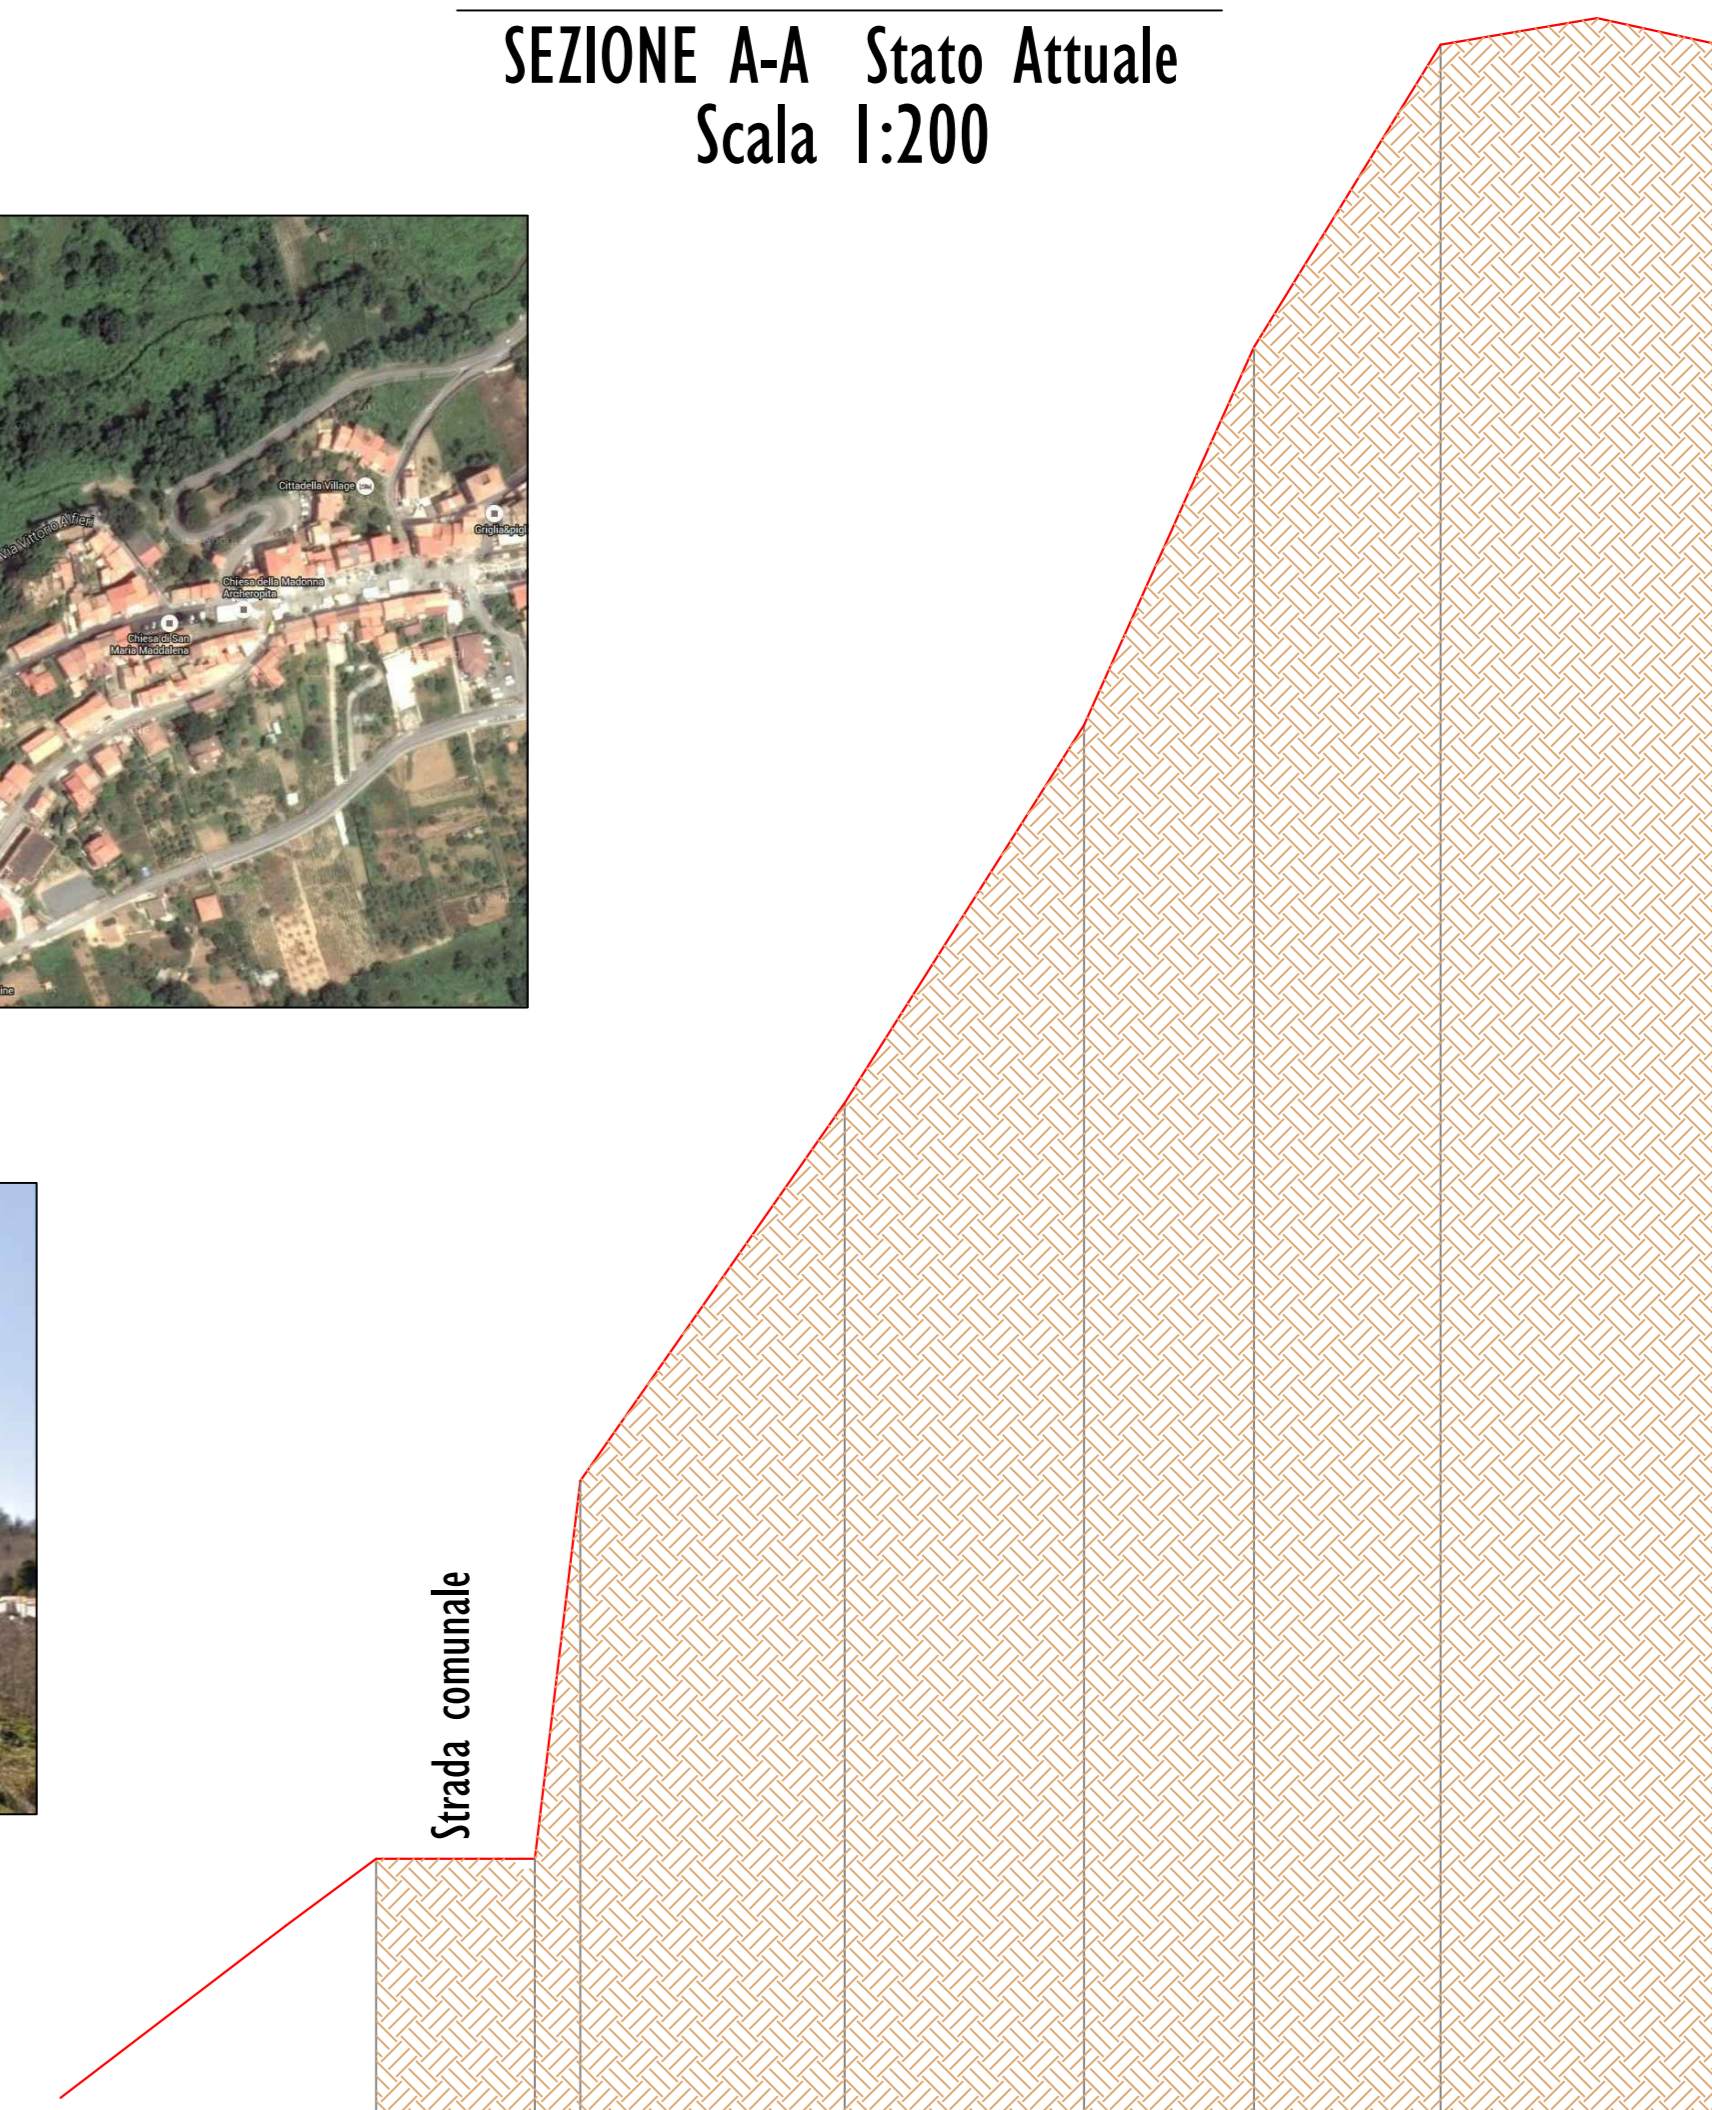 SEZIONE A-A Stato Attuale
Scala 1:200
Cittadella Village
Griglia&pigl
Via Vittorio Alfieri
Chiesa della Madonna
Archeropita
Chiesa di San
Maria Maddalena
ine
Strada comunale